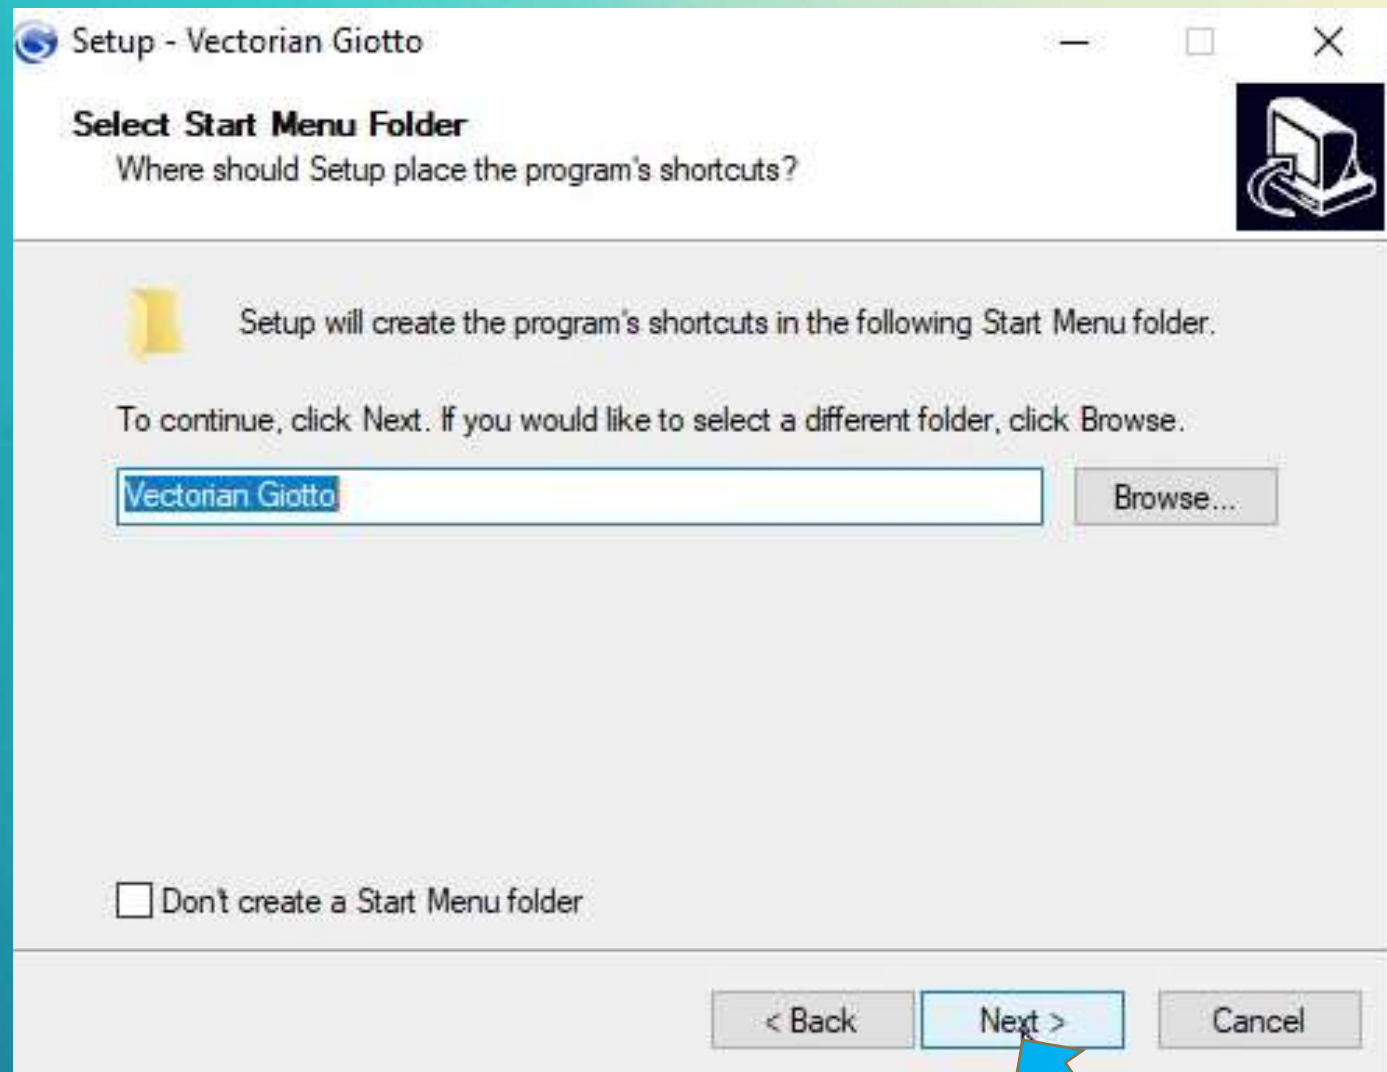 Setup - Vectorian Giotto
Select Start Menu Folder
Where should Setup place the program's shortcuts?
Setup will create the program's shortcuts in the following Start Menu folder.
To continue, click Next. If you would like to select a different folder, click Browse.
Vectorian Giotto
Browse...
Don't create a Start Menu folder
< Back
Next >
Cancel